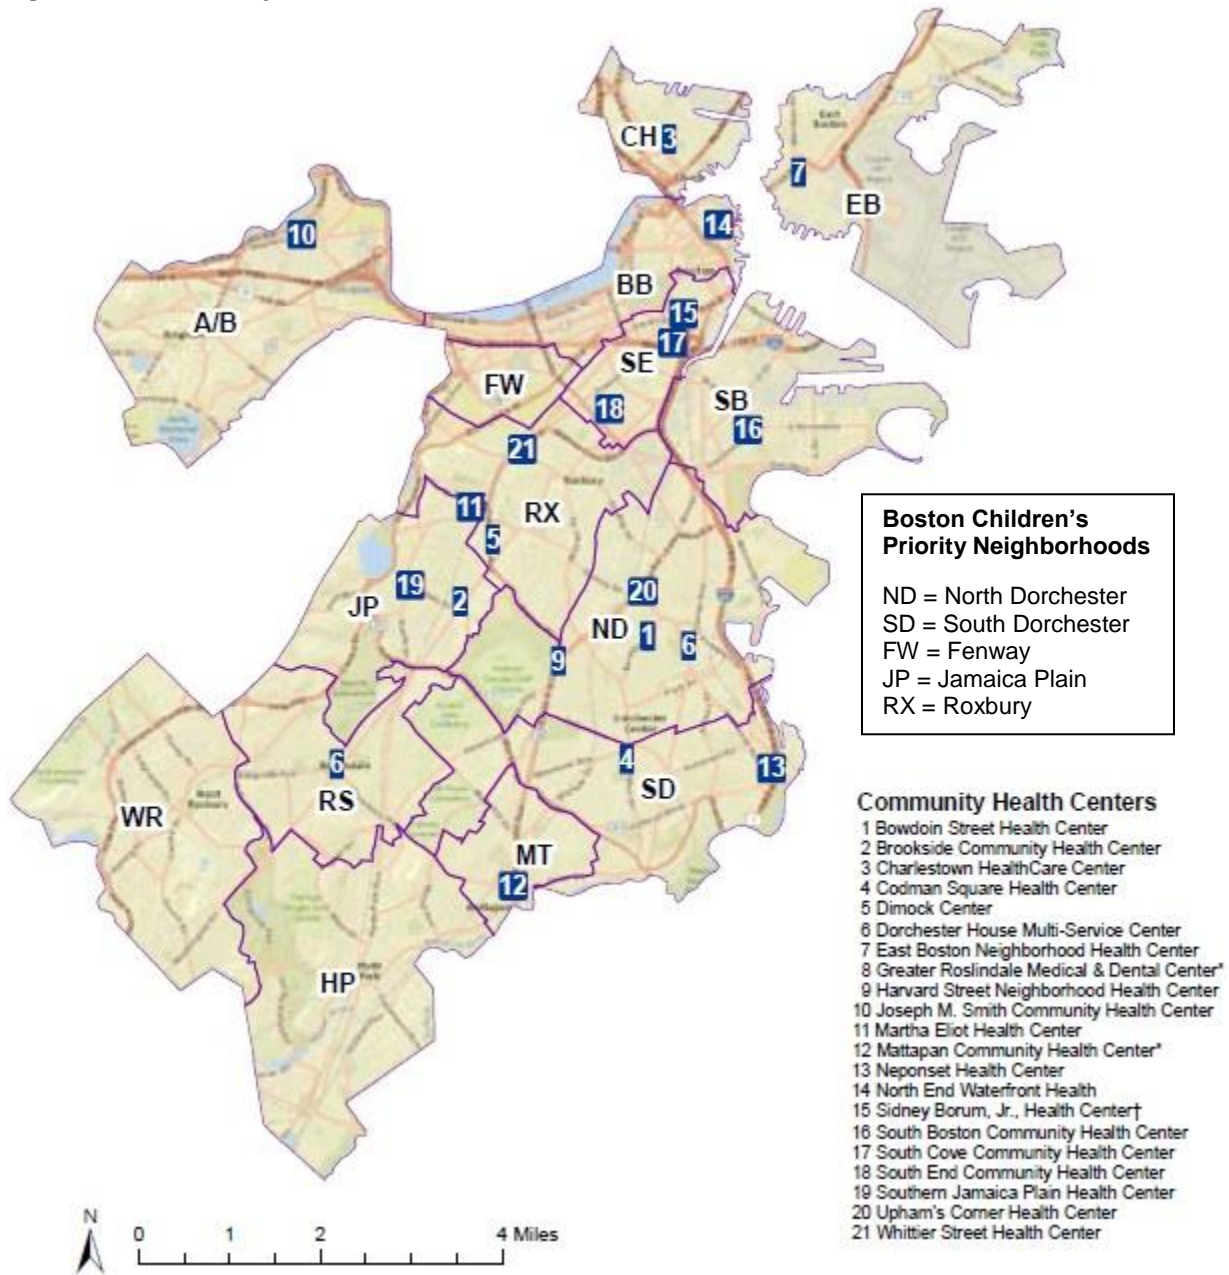 CH 3
7
EB
14
10
BB
A/B
15
17
SE
FW
SB
18
16
21
Roxbury
11
RX
5
19
20
2
JP
ND 1 6
9
4
13
6
SD
RS
WR
MT
12
HP
Boston Children's
Priority Neighborhoods
ND = North Dorchester
SD = South Dorchester
FW = Fenway
JP = Jamaica Plain
RX = Roxbury
Community Health Centers
1 Bowdoin Street Health Center
2 Brookside Community Health Center
3 Charlestown HealthCare Center
4 Codman Square Health Center
5 Dimock Center
6 Dorchester House Multi-Service Center
7 East Boston Neighborhood Health Center
8 Greater Roslindale Medical & Dental Center*
9 Harvard Street Neighborhood Health Center
10 Joseph M. Smith Community Health Center
11 Martha Eliot Health Center
12 Mattapan Community Health Center*
13 Neponset Health Center
14 North End Waterfront Health
15 Sidney Borum, Jr., Health Center†
16 South Boston Community Health Center
17 South Cove Community Health Center
18 South End Community Health Center
19 Southern Jamaica Plain Health Center
20 Upham's Corner Health Center
21 Whittier Street Health Center
N
0 1 2 4 Miles